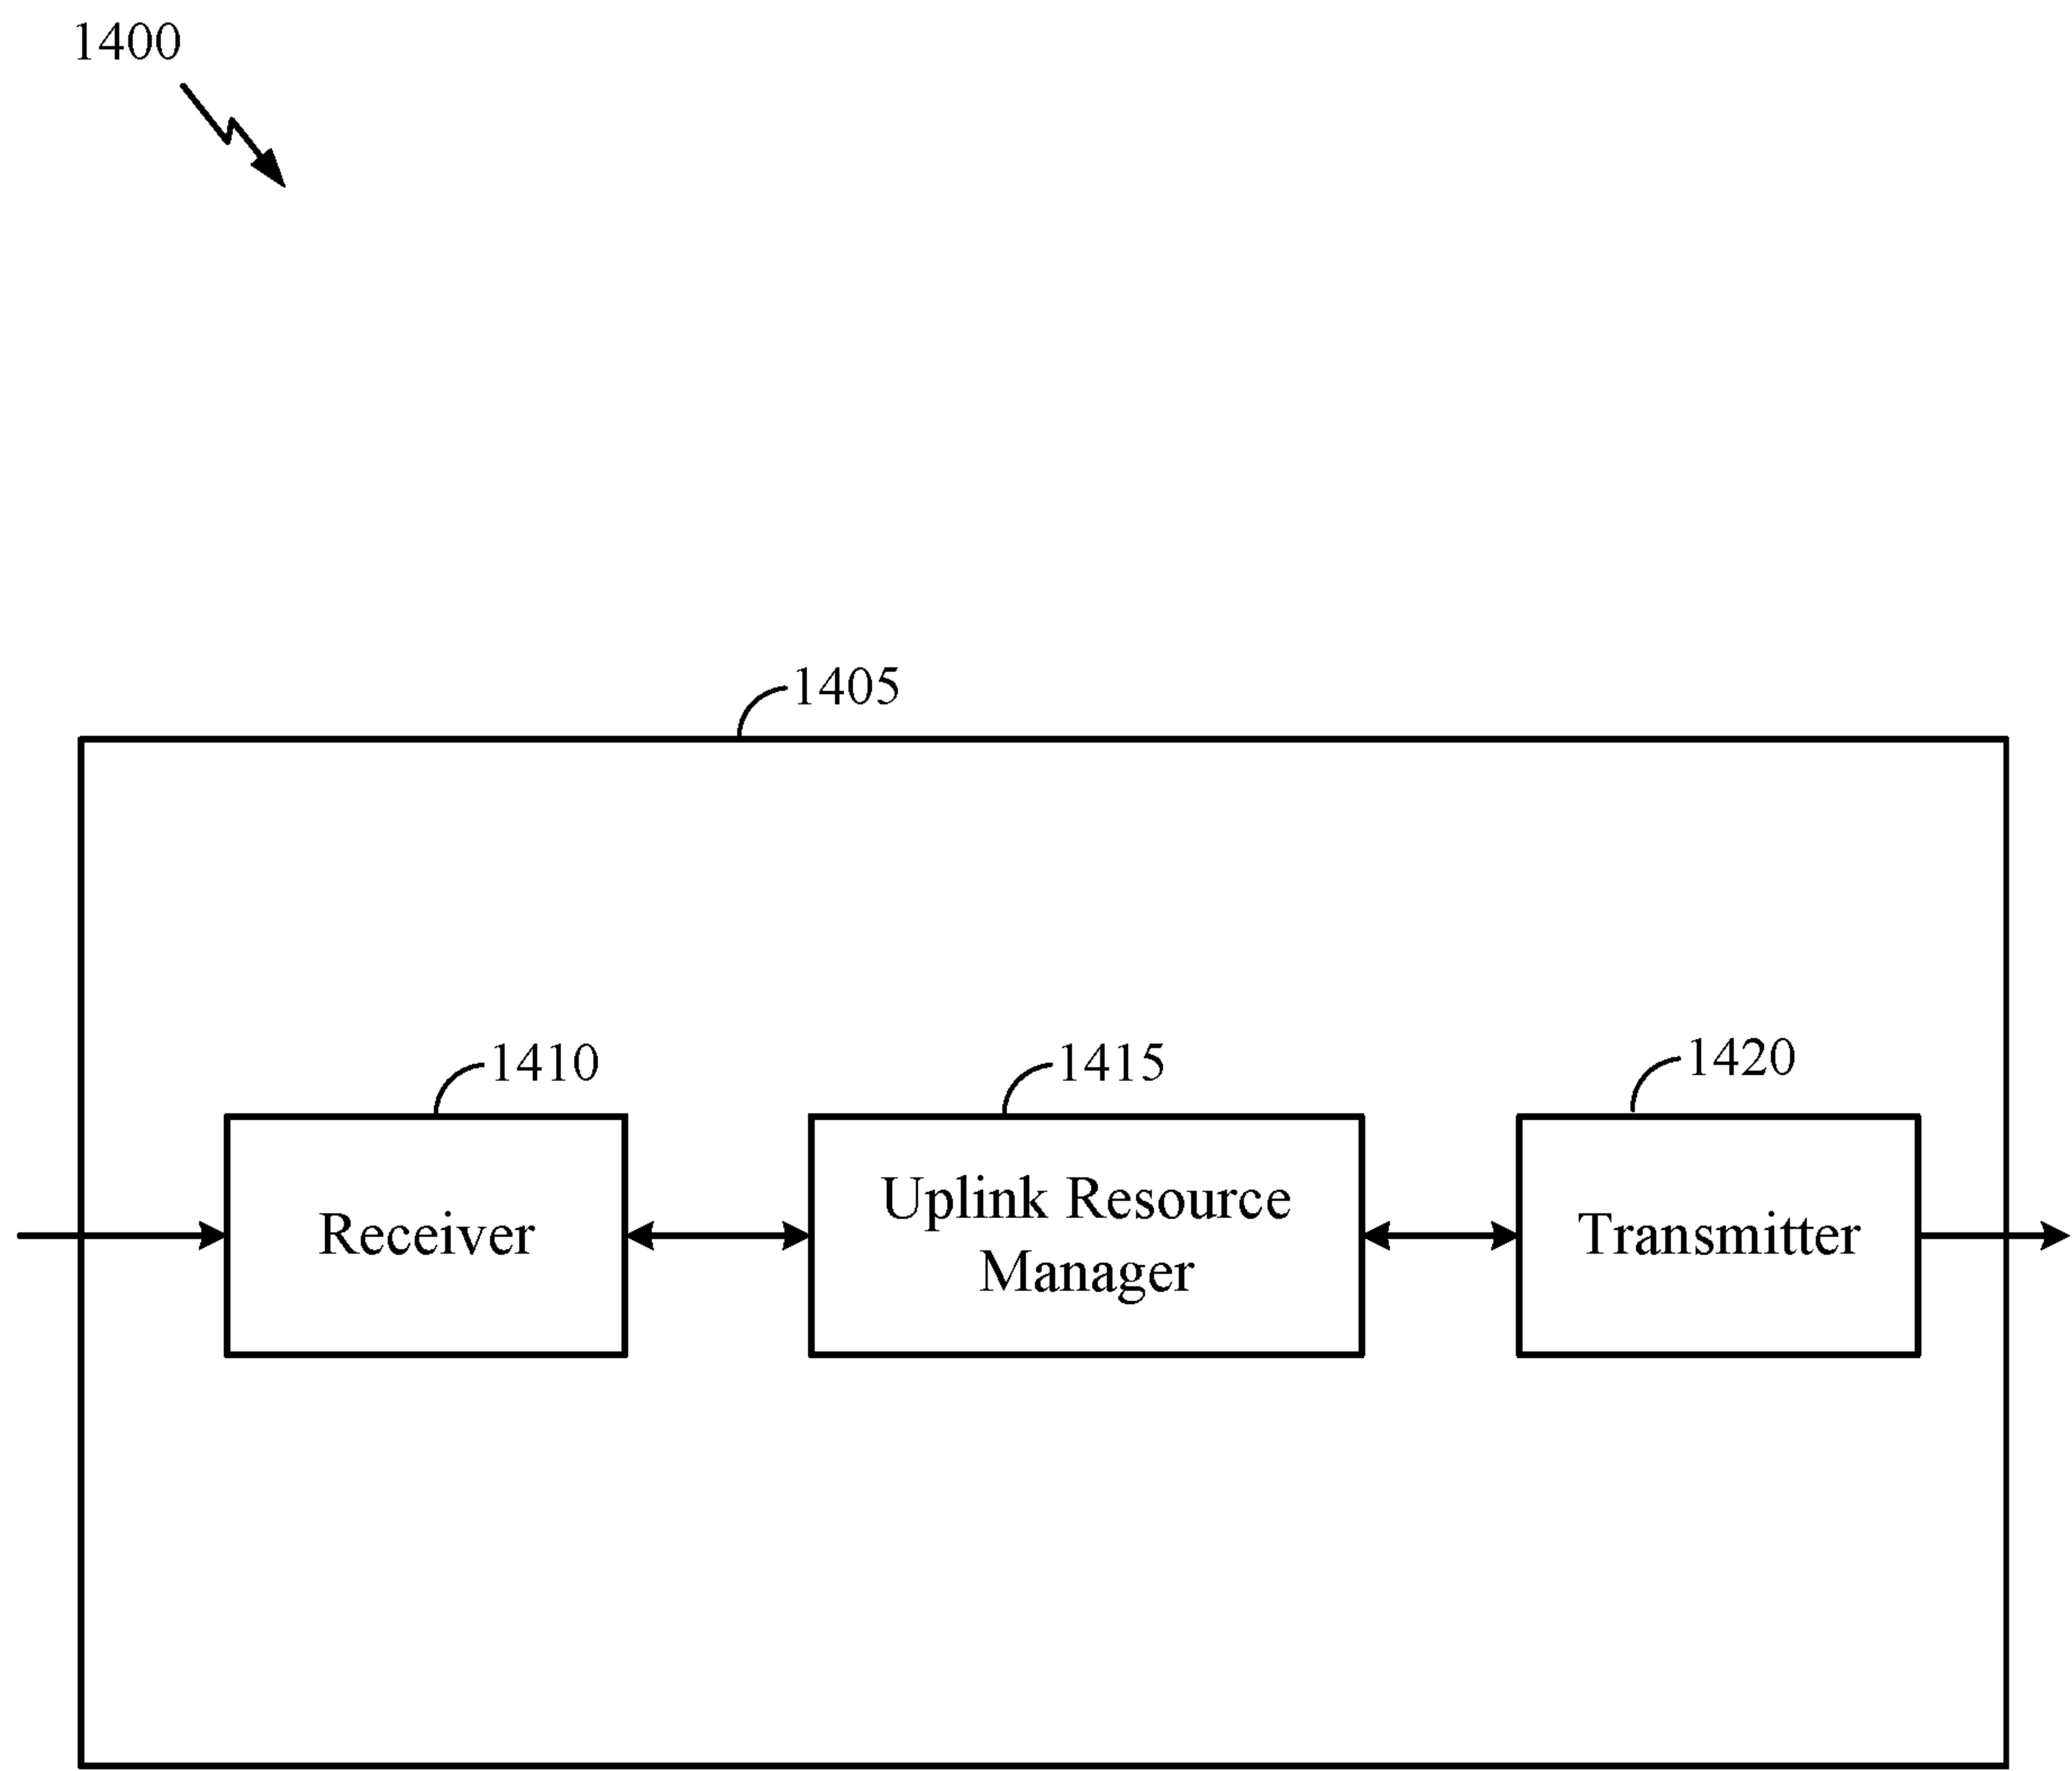 1400
1405
1410
1415
1420
Receiver
Uplink Resource
Manager
Transmitter